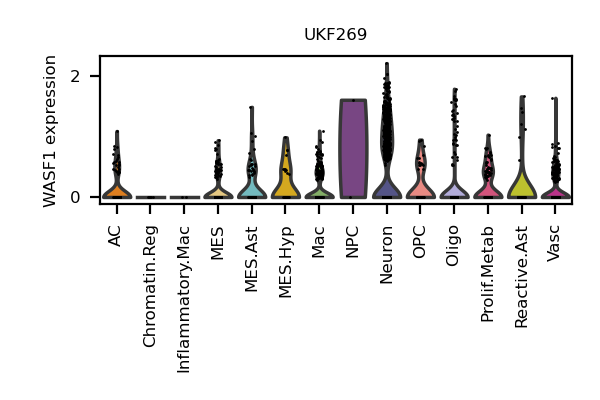 UKF269
WASF1 expression
2
0
AC
Chromatin.Reg
Inflammatory.Mac
MES
MES.Ast
MES.Hyp
Mac
NPC
Neuron
OPC
Oligo
Prolif.Metab
Reactive.Ast
Vasc